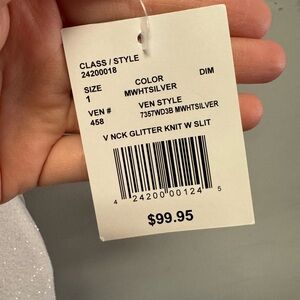 CLASS / STYLE
24200018
COLOR DIM
SIZE MWHTSILVER
1
VEN # VEN STYLE
458 7357WD3B MWHTSILVER
V NCK GLITTER KNIT W SLIT
4 24200 00124 5
$99.95